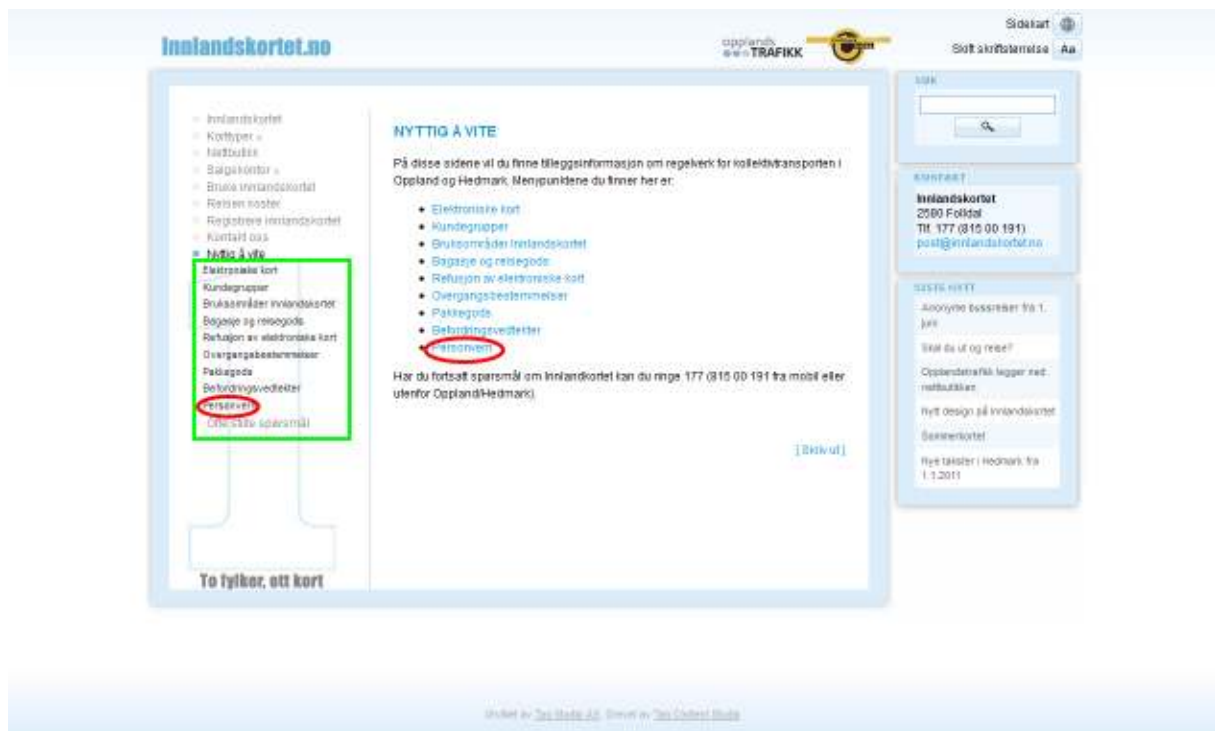 Sidekart
Innlandskortet.no
opplands
TRAFIKK
Skift skriftstørrelse Aa
Innlandskortet
Korttyper
Nettbutikk
Salgskontor
Bruke innlandskortet
Reisen koster
Registrere innlandskortet
Kontakt oss
Nyttig å vite
Elektroniske kort
Kundegrupper
Bruksområder Innlandskortet
Bagasje og reisegods
Refusjon av elektroniske kort
Overgangsbestemmelser
Pakkegods
Befordringsvedtekter
Personvern
Ofte stilte spørsmål
To fylker, ett kort
NYTTIG Å VITE
På disse sidene vil du finne tilleggsinformasjon om regelverk for kollektivtransporten i
Oppland og Hedmark. Menypunktene du finner her er:
Elektroniske kort
Kundegrupper
Bruksområder Innlandskortet
Bagasje og reisegods
Refusjon av elektroniske kort
Overgangsbestemmelser
Pakkegods
Befordringsvedtekter
Personvern
Har du fortsatt spørsmål om Innlandkortet kan du ringe 177 (815 00 191 fra mobil eller
utenfor Oppland/Hedmark).
[ Skriv ut ]
SØK
KONTAKT
Innlandskortet
2580 Folldal
Tlf. 177 (815 00 191)
post@innlandskortet.no
SISTE NYTT
Anonyme bussreiser fra 1.
juni
Skal du ut og reise?
Opplandstrafikk legger ned
nettbutikken
Nytt design på innlandskortet
Sommerkortet
Nye takster i Hedmark fra
1.1.2011
Utviklet av